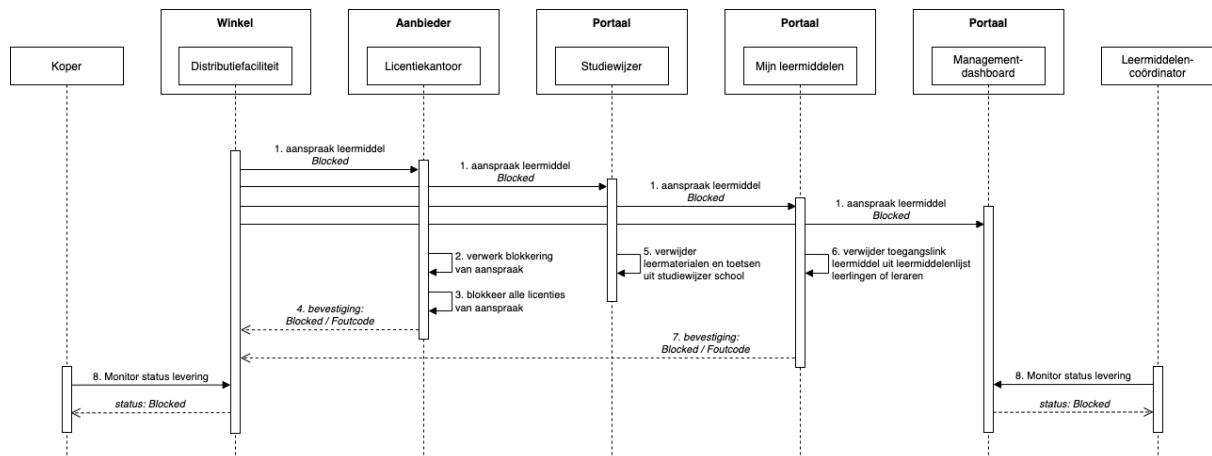 Winkel
Aanbieder
Portaal
Portaal
Portaal
Koper
Distributiefaciliteit
Licentiekantoor
Studiewijzer
Mijn leermiddelen
Management-
dashboard
Leermiddelen-
coördinator
1. aanspraak leermiddel
Blocked
1. aanspraak leermiddel
Blocked
1. aanspraak leermiddel
Blocked
1. aanspraak leermiddel
Blocked
2. verwerk blokkering
van aanspraak
5. verwijder
leermaterialen en toetsen
uit studiewijzer school
6. verwijder toegangslink
leermiddel uit leermiddelenlijst
leerlingen of leraren
3. blokkeer alle licenties
van aanspraak
4. bevestiging:
Blocked / Foutcode
7. bevestiging:
Blocked / Foutcode
8. Monitor status levering
8. Monitor status levering
status: Blocked
status: Blocked